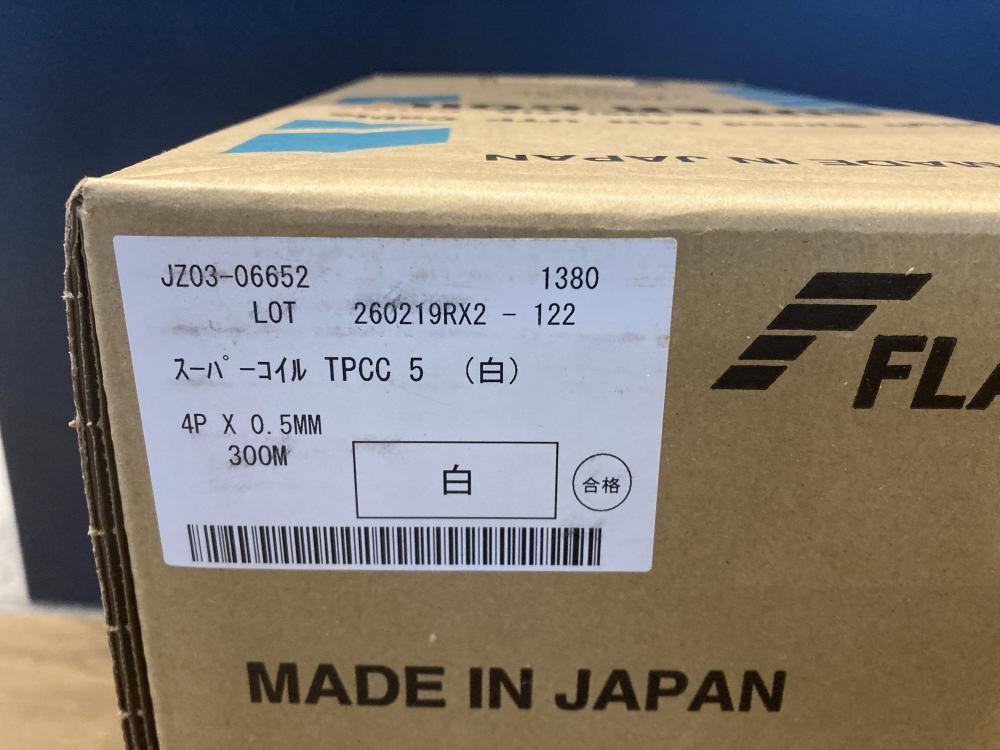 MADE IN JAPAN
JZ03-06652 1380
LOT 260219RX2 - 122
ｽｰﾊﾟｰｺｲﾙ TPCC 5 (白)
4P X 0.5MM
300M
白
合格
FLA
MADE IN JAPAN